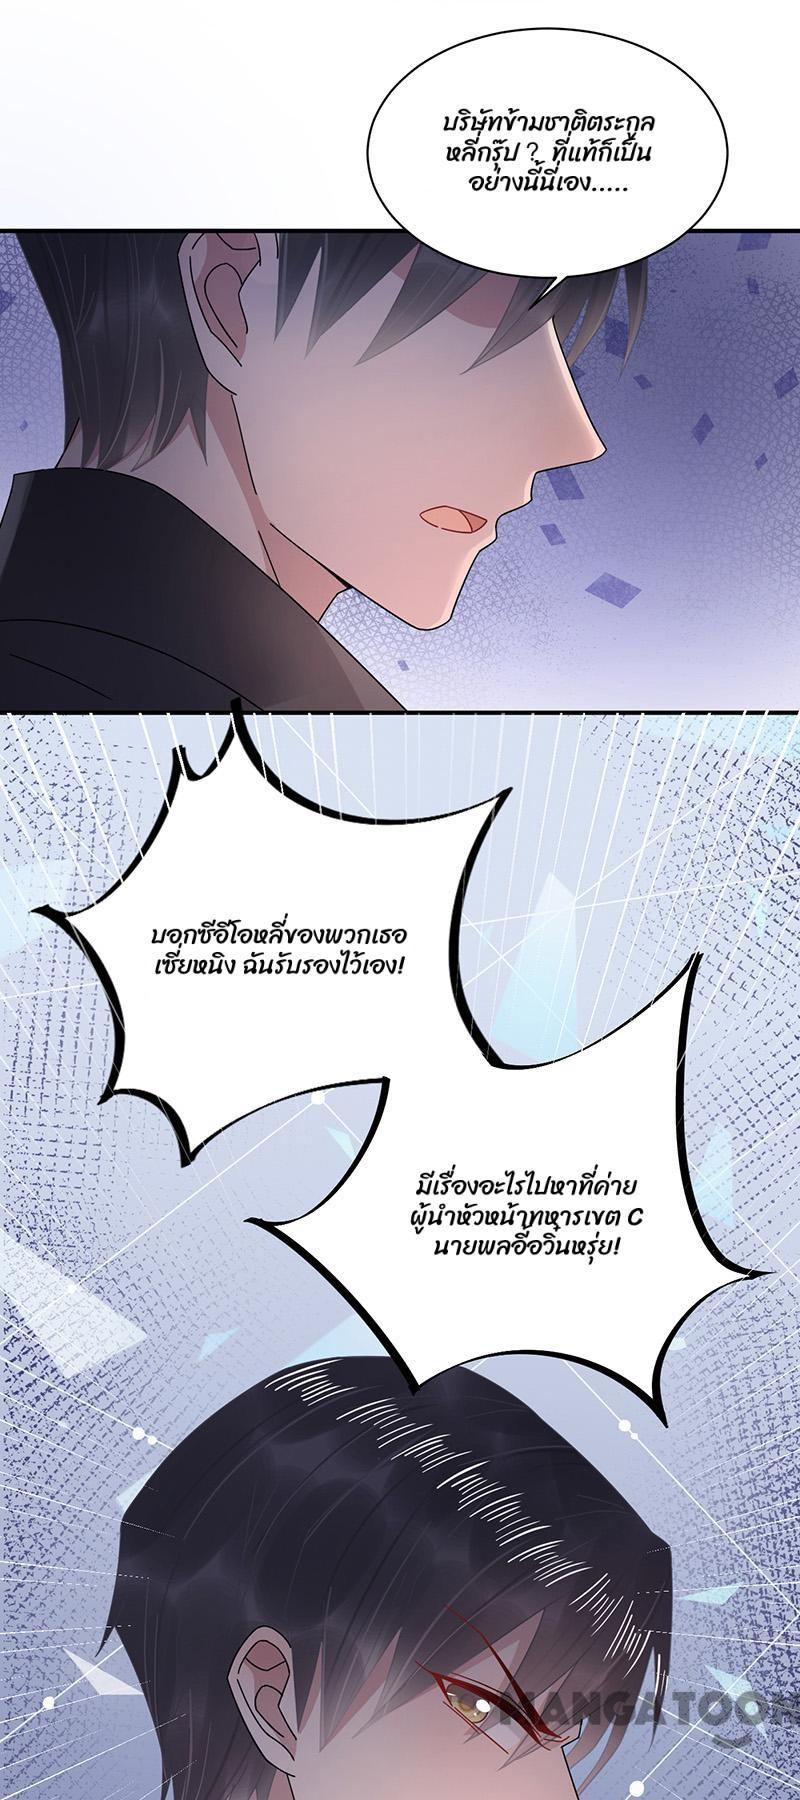 บริษัทข้ามชาติตระกูล
หลี่กรุ๊ป ? ที่แท้ก็เป็น
อย่างนี้นี่เอง.....
บอกซีอีโอหลี่ของพวกเธอ
เซี่ยหนิง ฉันรับรองไว้เอง!
มีเรื่องอะไรไปหาที่ค่าย
ผู้นำหัวหน้าทหารเขต C
นายพลอี่อวิ๋นหรุ่ย!
MANGATOON